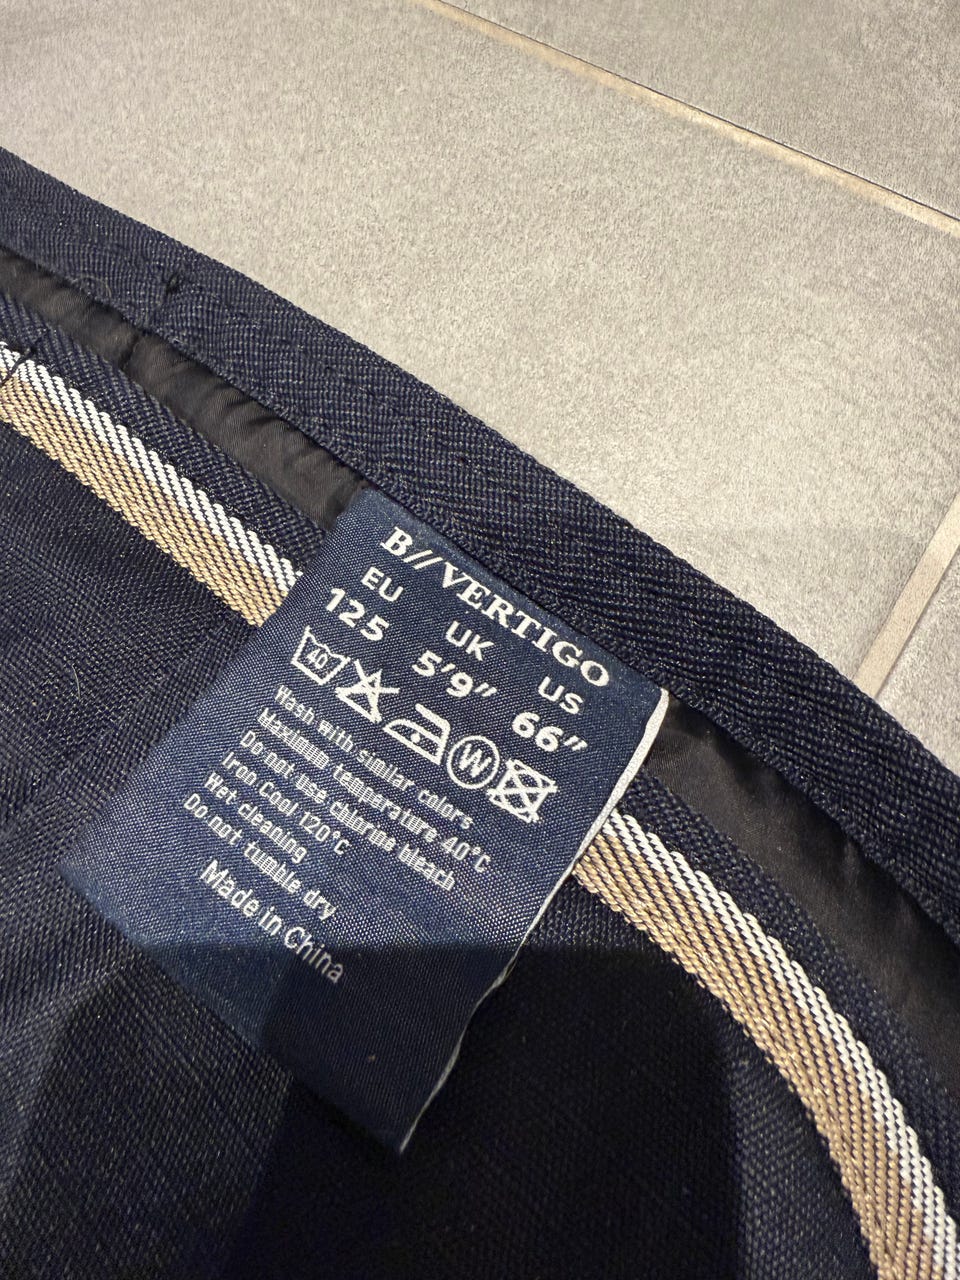 B//VERTIGO
EU UK US
125 5'9" 66"
40 W
Wash with similar colors
Maximum temperature 40°C
Do not use chlorine bleach
Iron Cool 120°C
Wet cleaning
Do not tumble dry
Made in China